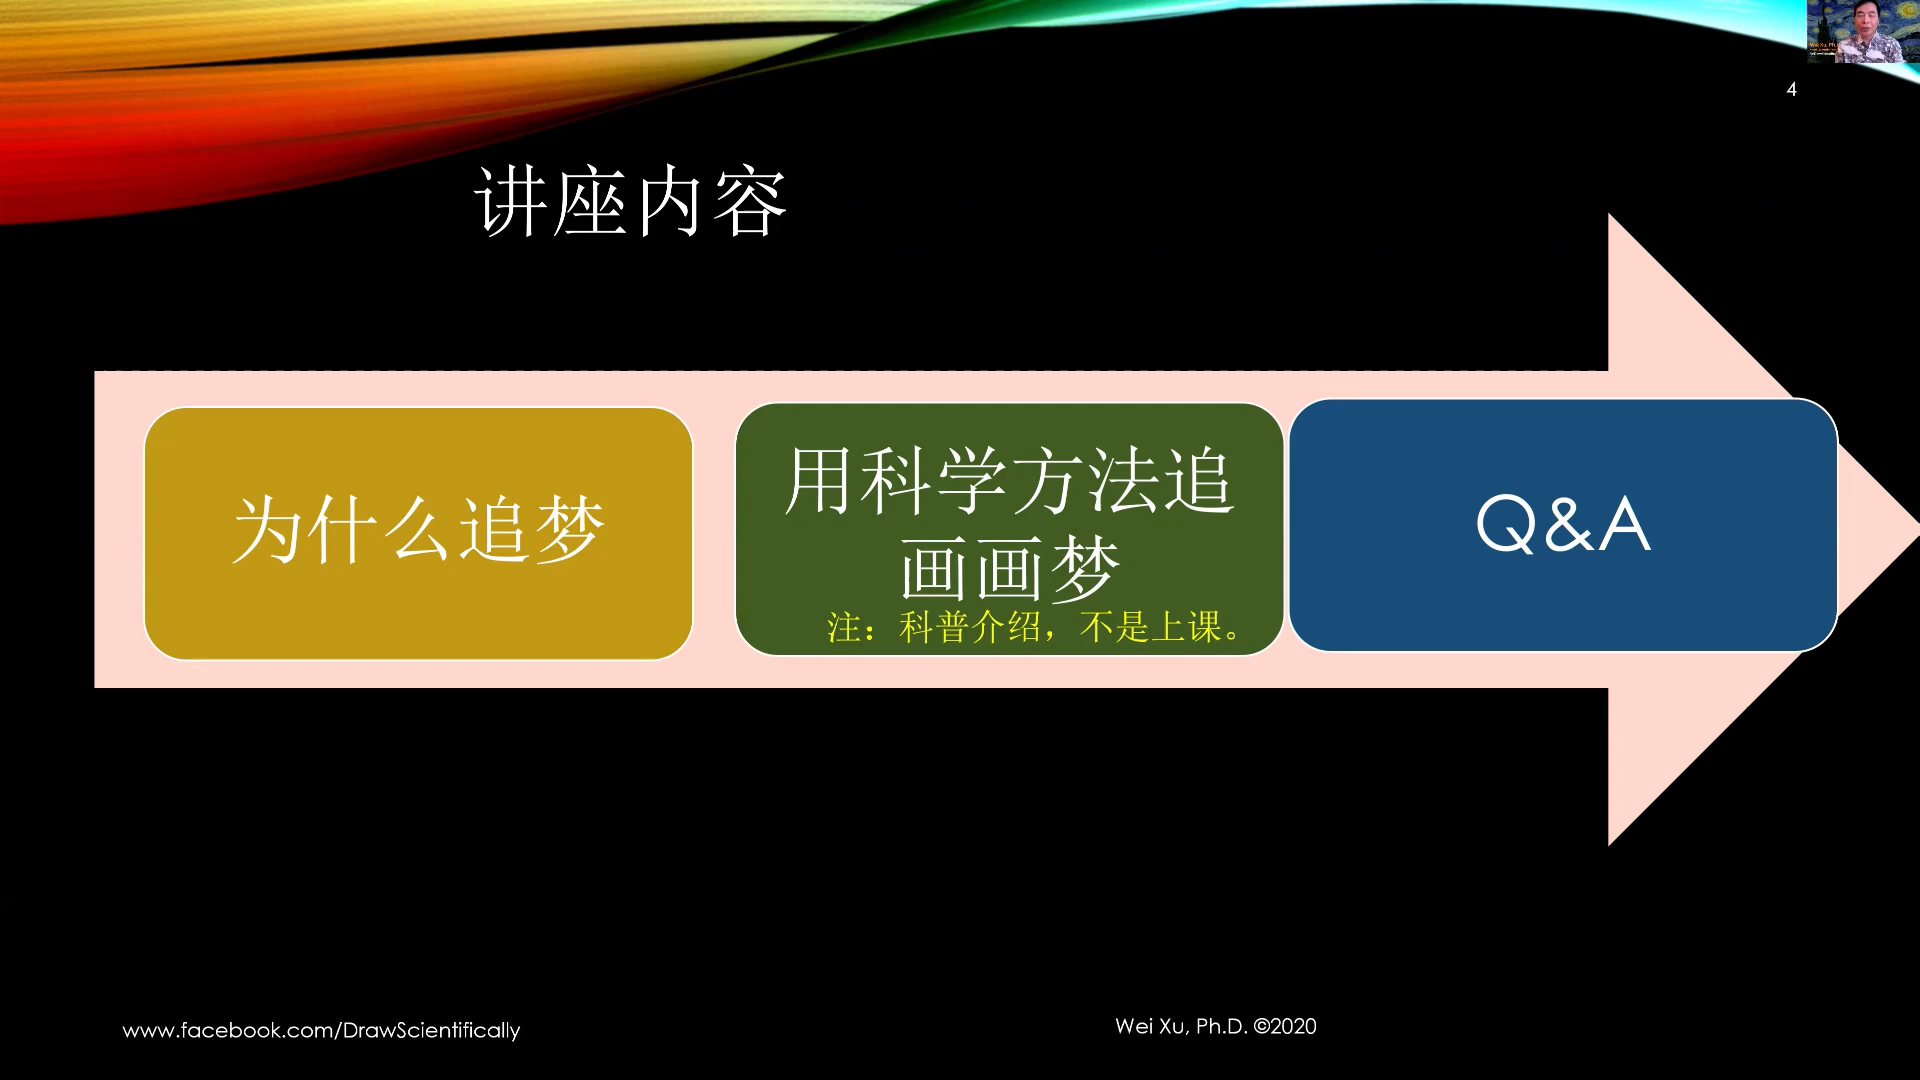 4
讲座内容
为什么追梦
用科学方法追
画画梦
注：科普介绍，不是上课。
Q&A
www.facebook.com/DrawScientifically
Wei Xu, Ph.D. ©2020